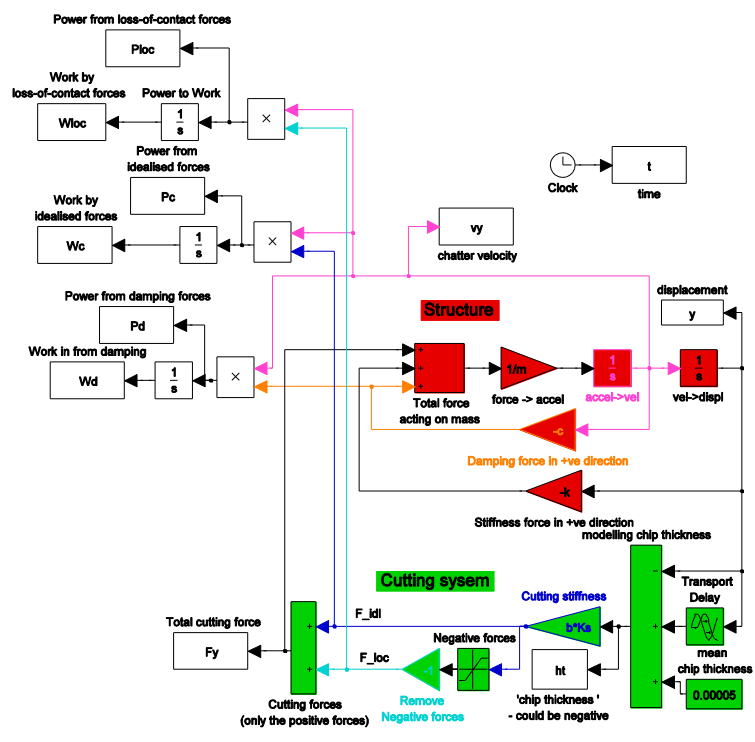 Power from loss-of-contact forces
Ploc
Work by
loss-of-contact forces
Power to Work
Wloc
1
s
×
Power from
idealised forces
Clock
t
time
Work by
idealised forces
Pc
Wc
1
s
×
vy
chatter velocity
Power from damping forces
Pd
Structure
displacement
y
Work in from damping
Wd
1
s
×
+
+
+
Total force
acting on mass
1/m
force -> accel
1
s
accel->vel
1
s
vel->displ
-c
Damping force in +ve direction
-k
Stiffness force in +ve direction
modelling chip thickness
Cutting sysem
Transport
Delay
−
+
+
mean
chip thickness
0.00005
Cutting stiffness
b*Ks
ht
'chip thickness '
- could be negative
Negative forces
-1
Remove
Negative forces
F_idl
F_loc
+
+
Cutting forces
(only the positive forces)
Total cutting force
Fy